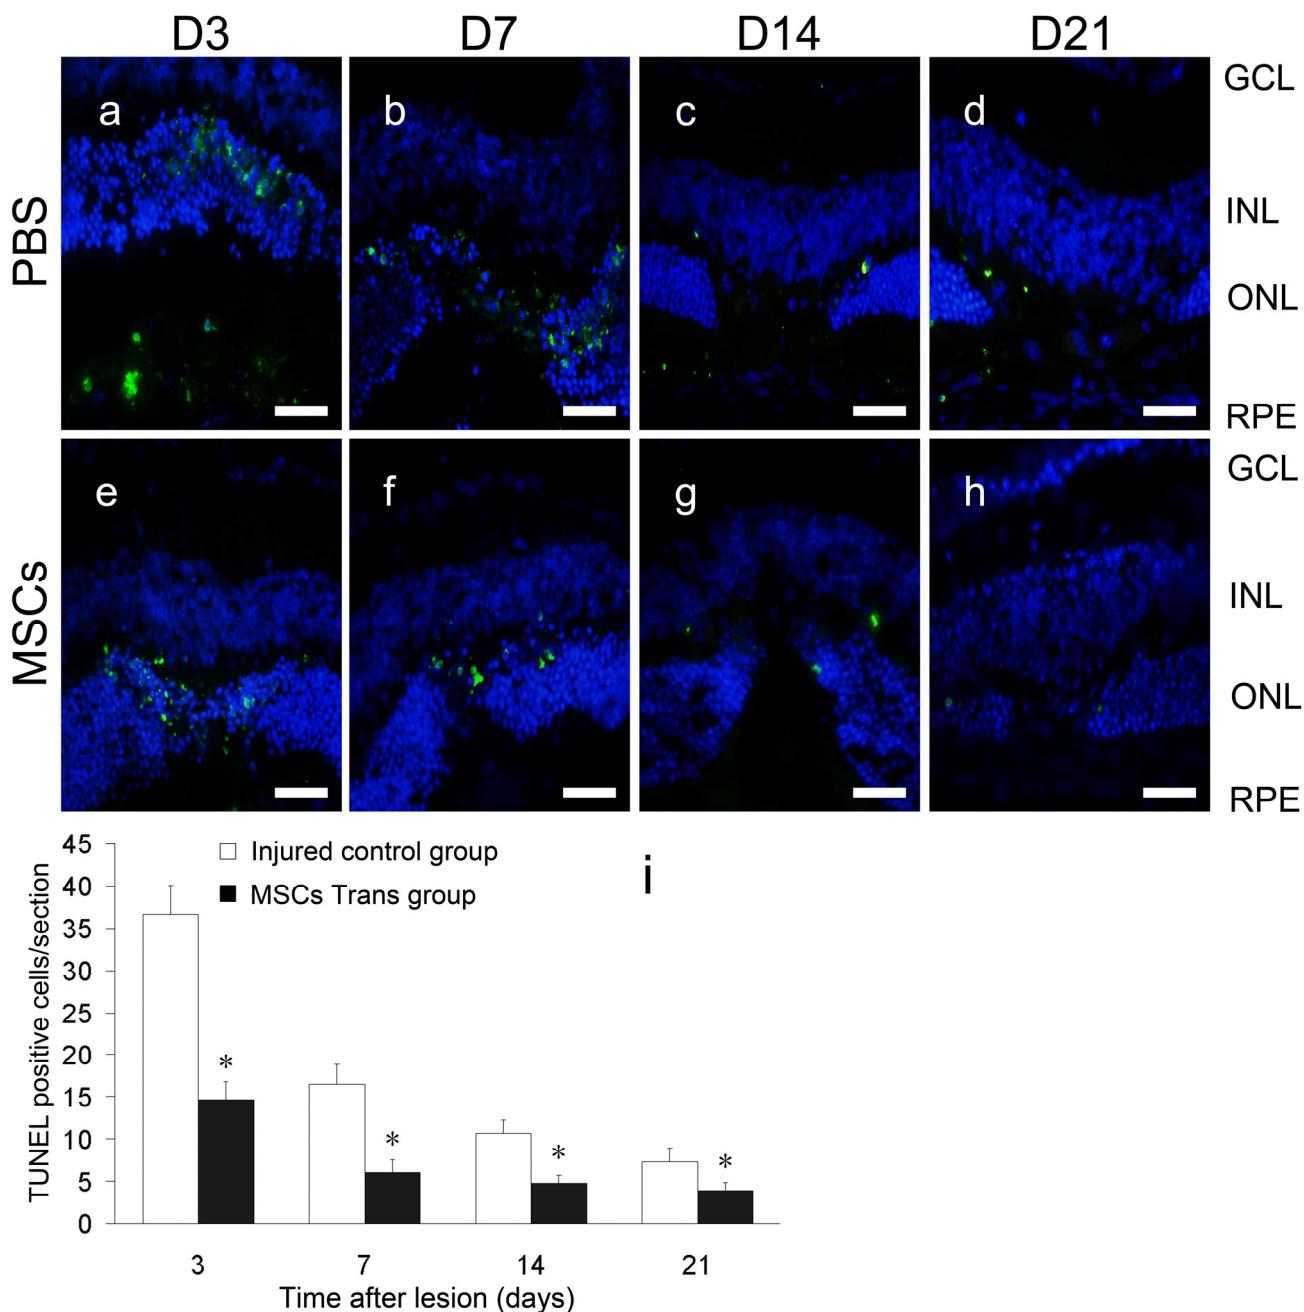 D3 D7 D14 D21
PBS
a b c d
GCL
INL
ONL
RPE
MSCs
e f g h
GCL
INL
ONL
RPE
i
Injured control group
MSCs Trans group
TUNEL positive cells/section
45
40
35
30
25
20
15
10
5
0
* * * *
3 7 14 21
Time after lesion (days)